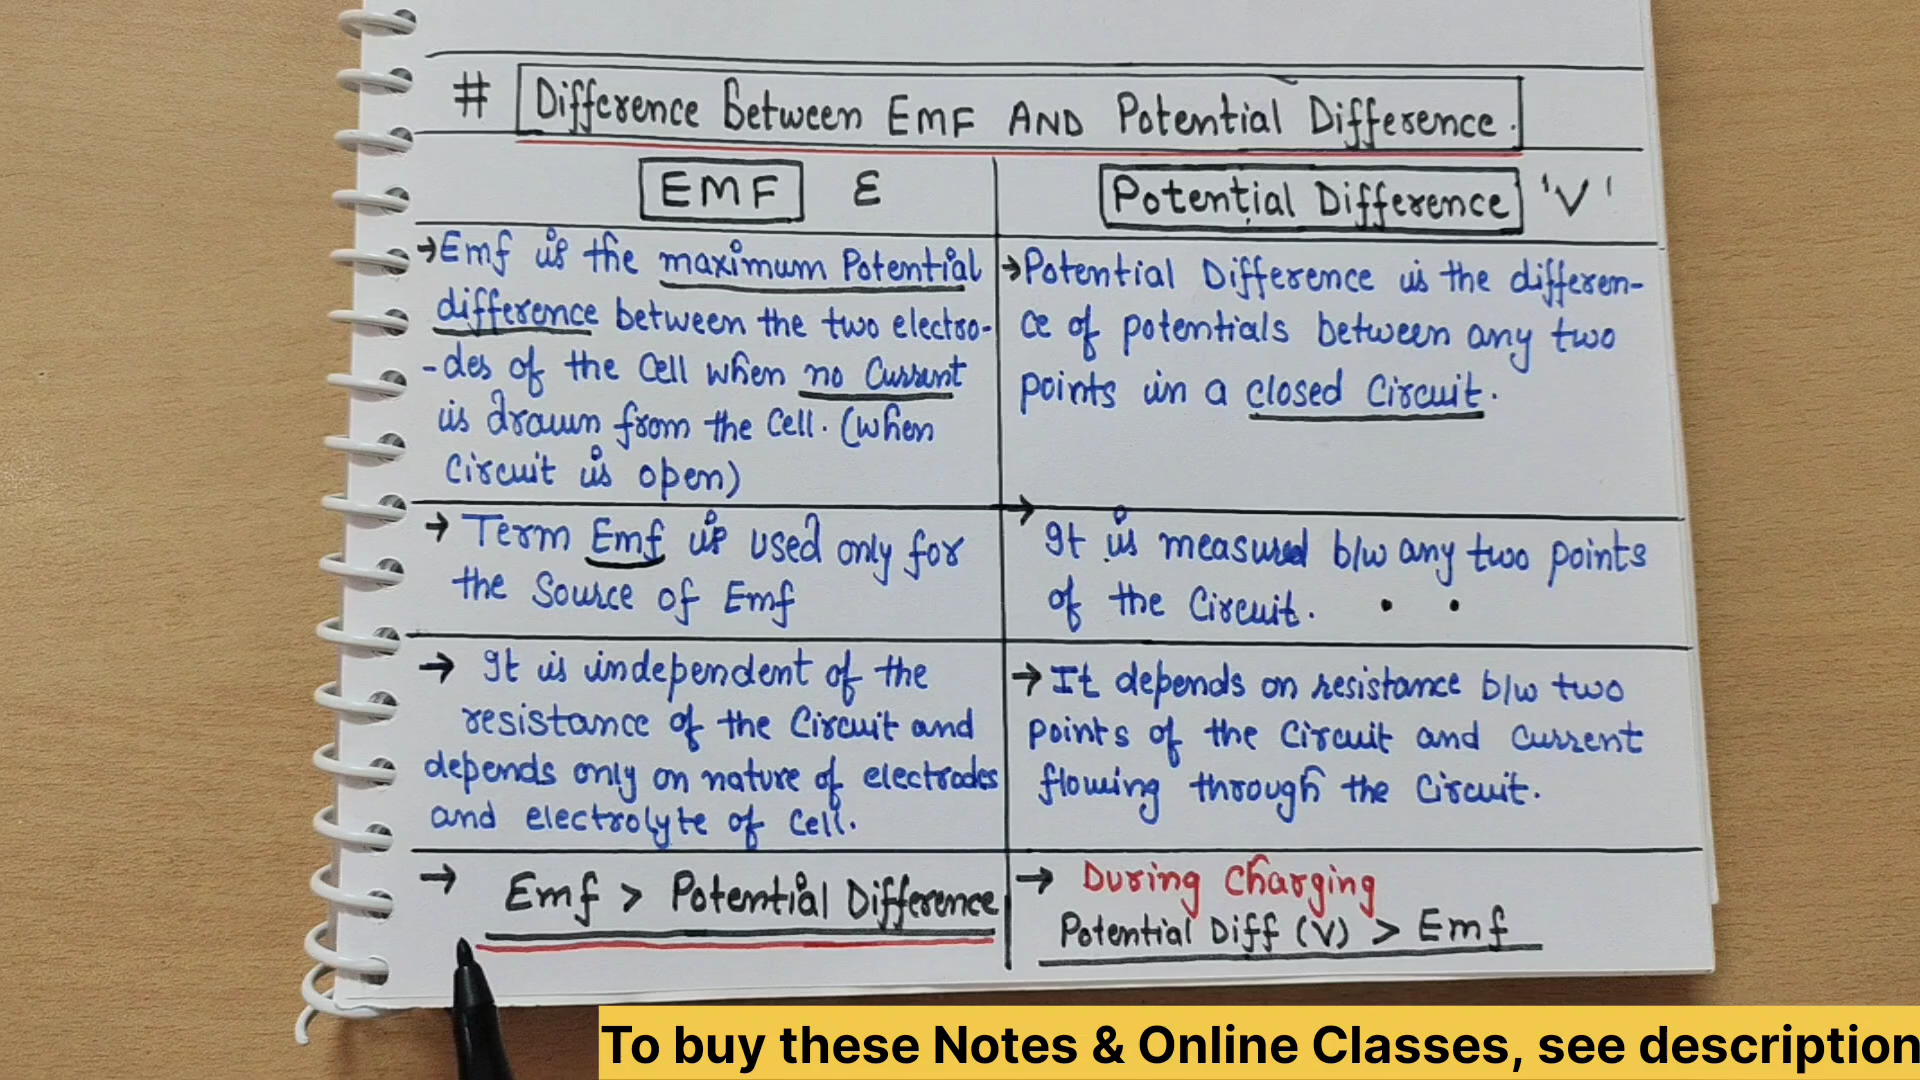 # Difference between EMF AND Potential Difference.
EMF ε
Potential Difference 'V'
→ Emf is the maximum Potential
difference between the two electro-
-des of the Cell when no Current
is drawn from the Cell. (when
Circuit is open)
→ Potential Difference is the differen-
ce of potentials between any two
points in a closed Circuit.
→ Term Emf is used only for
the Source of Emf
→ It is measured b/w any two points
of the Circuit.
→ It is independent of the
resistance of the Circuit and
depends only on nature of electrodes
and electrolyte of Cell.
→ It depends on resistance b/w two
points of the Circuit and Current
flowing through the Circuit.
→ Emf > Potential Difference
→ During Charging
Potential Diff (V) > Emf
To buy these Notes & Online Classes, see description